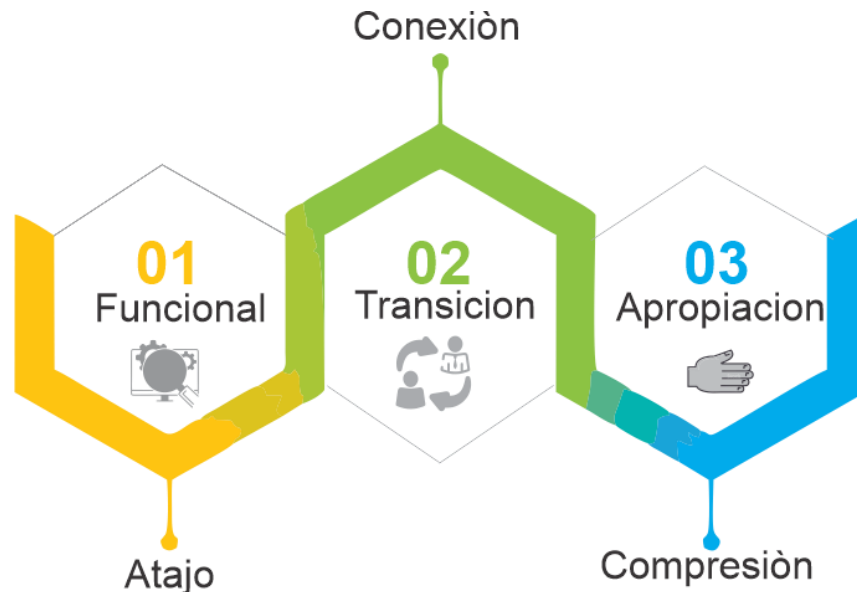 Conexiòn
01
Funcional
02
Transicion
03
Apropiacion
Atajo
Compresiòn